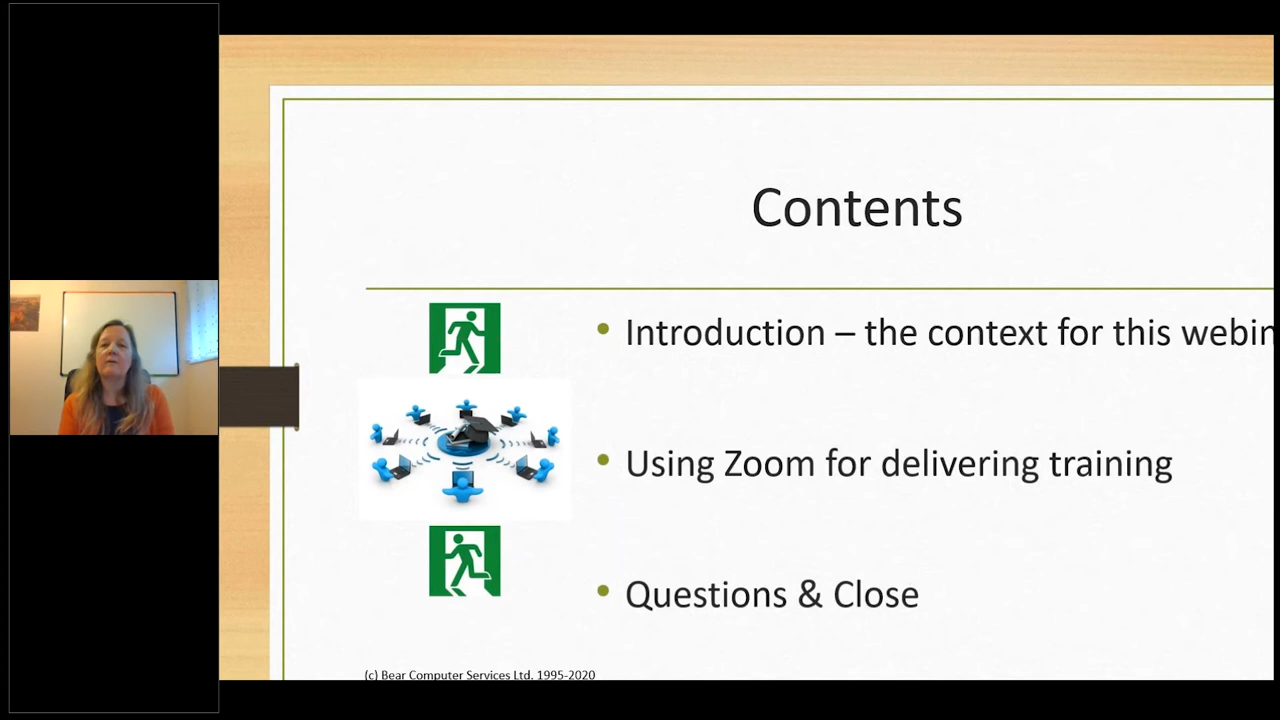 Contents
Introduction – the context for this webin
Using Zoom for delivering training
Questions & Close
(c) Bear Computer Services Ltd. 1995-2020